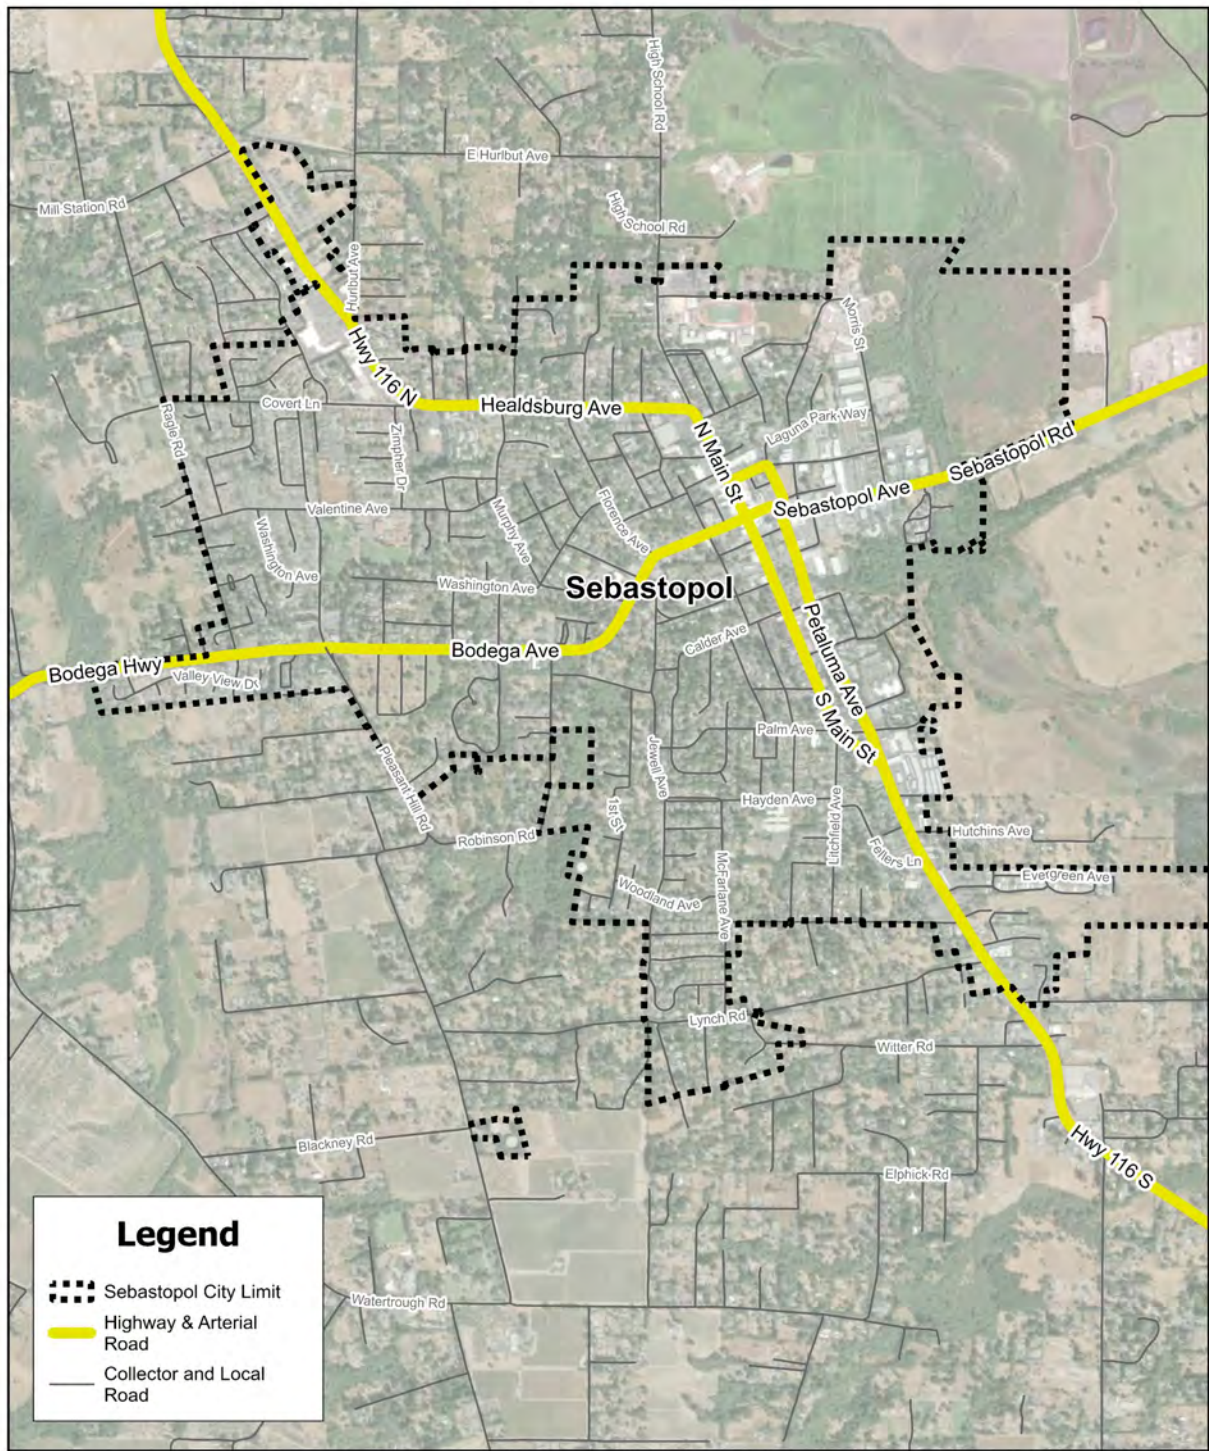 High School Rd
E Hurlbut Ave
Mill Station Rd
High School Rd
Hurlbut Ave
Morris St
Hwy 116 N
Covert Ln
Healdsburg Ave
Ragle Rd
Zimpher Dr
N Main St
Laguna Park Way
Sebastopol Rd
Sebastopol Ave
Valentine Ave
Murphy Ave
Florence Ave
Washington Ave
Washington Ave
Sebastopol
Calder Ave
Petaluma Ave
Bodega Ave
Bodega Hwy
Valley View Dr
S Main St
Palm Ave
Jewell Ave
Pleasant Hill Rd
1st St
Hayden Ave
Litchfield Ave
Robinson Rd
Hutchins Ave
Fellers Ln
Evergreen Ave
McFarlane Ave
Woodland Ave
Lynch Rd
Witter Rd
Blackney Rd
Hwy 116 S
Elphick Rd
Watertrough Rd
Legend
Sebastopol City Limit
Highway & Arterial
Road
Collector and Local
Road